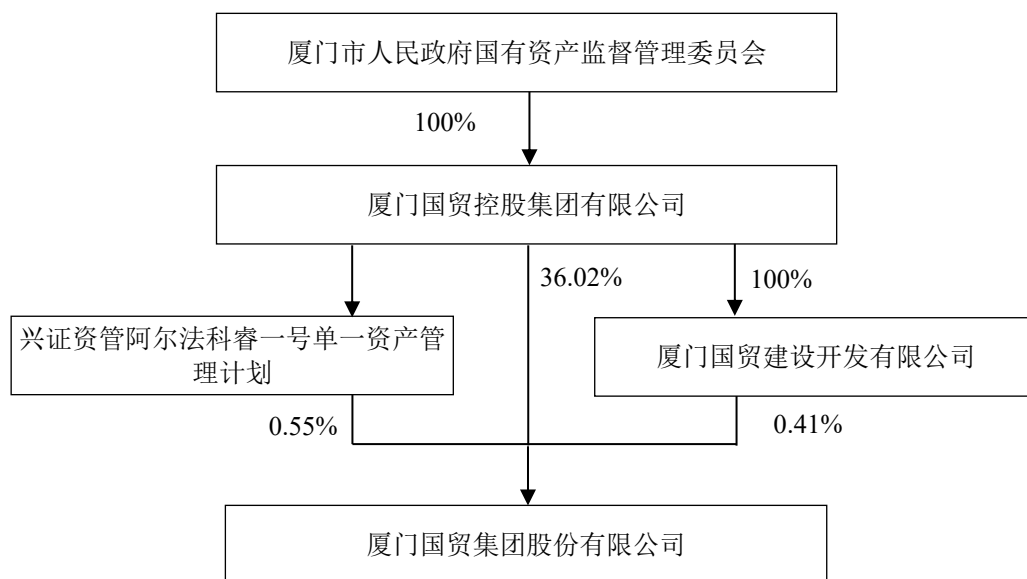 厦门市人民政府国有资产监督管理委员会
100%
厦门国贸控股集团有限公司
36.02%
100%
兴证资管阿尔法科睿一号单一资产管
理计划
厦门国贸建设开发有限公司
0.55%
0.41%
厦门国贸集团股份有限公司